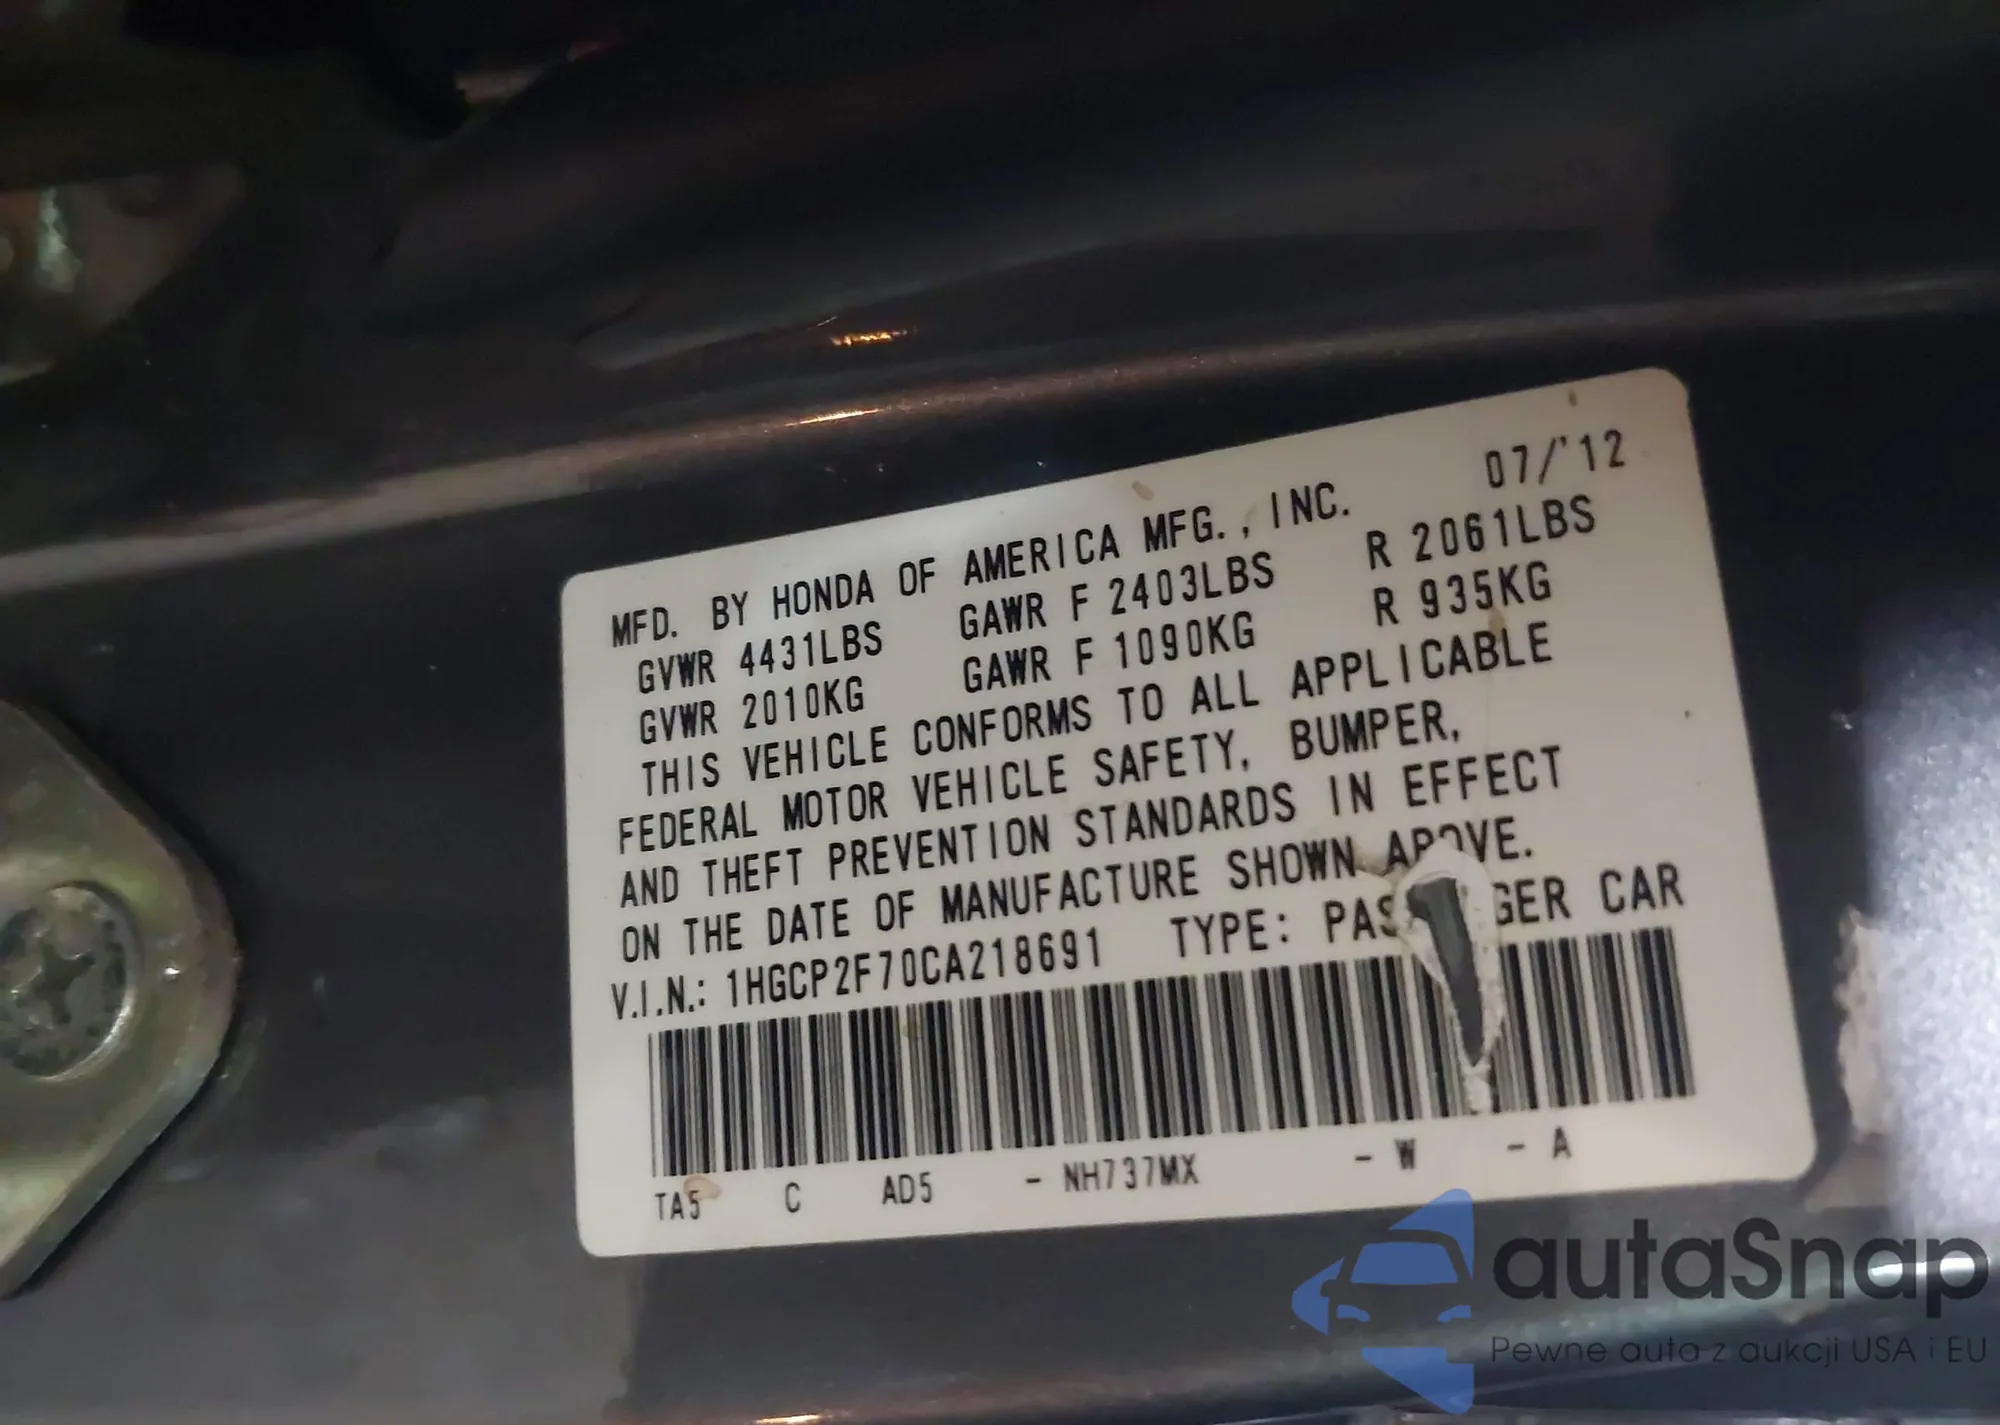 07/'12
MFD. BY HONDA OF AMERICA MFG., INC.
GVWR 4431LBS GAWR F 2403LBS R 2061LBS
GVWR 2010KG GAWR F 1090KG R 935KG
THIS VEHICLE CONFORMS TO ALL APPLICABLE
FEDERAL MOTOR VEHICLE SAFETY, BUMPER,
AND THEFT PREVENTION STANDARDS IN EFFECT
ON THE DATE OF MANUFACTURE SHOWN ABOVE.
V.I.N.: 1HGCP2F70CA218691 TYPE: PAS GER CAR
TA5 C AD5 - NH737MX - W - A
autaSnap
Pewne auta z aukcji USA i EU